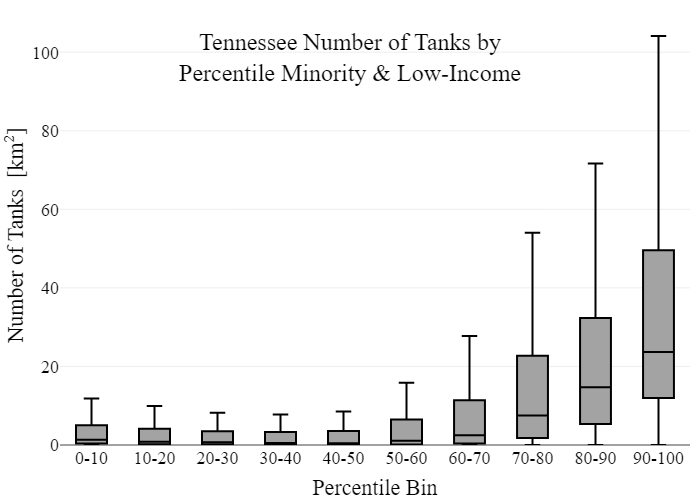 Tennessee Number of Tanks by
Percentile Minority & Low-Income
Number of Tanks [km²]
100
80
60
40
20
0
0-10 10-20 20-30 30-40 40-50 50-60 60-70 70-80 80-90 90-100
Percentile Bin